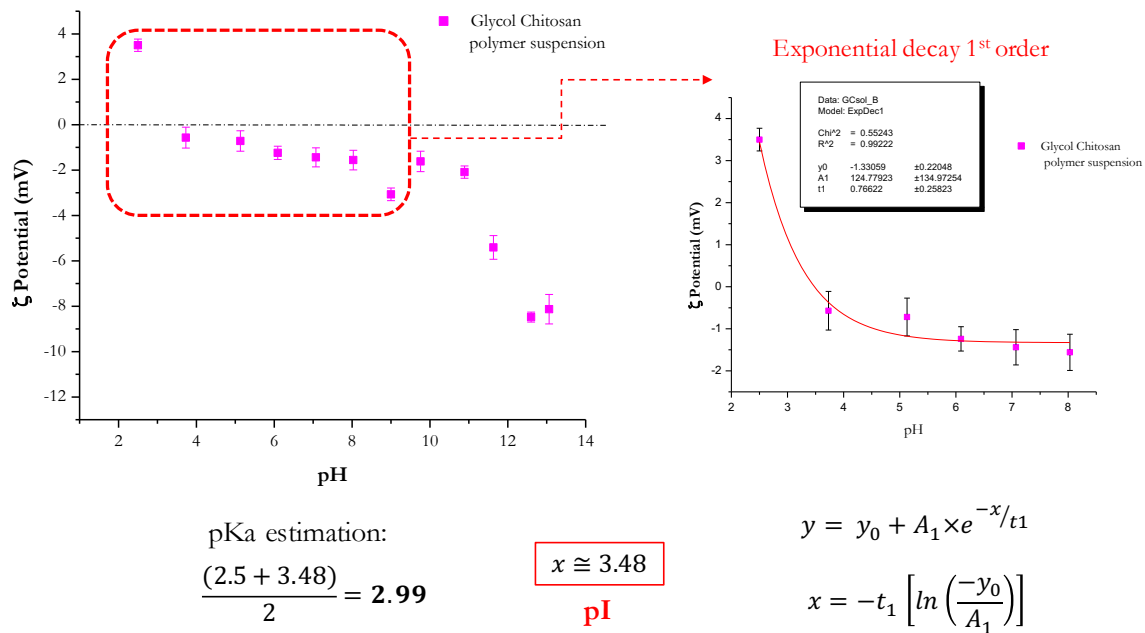 Glycol Chitosan
polymer suspension
4
2
0
-2
-4
-6
-8
-10
-12
ζ Potential (mV)
2 4 6 8 10 12 14
pH
Exponential decay 1st order
Data: GCsol_B
Model: ExpDec1
Chi^2 = 0.55243
R^2 = 0.99222
y0 -1.33059 ±0.22048
A1 124.77923 ±134.97254
t1 0.76622 ±0.25823
Glycol Chitosan
polymer suspension
4
3
2
-0
-1
-2
ζ Potential (mV)
2 3 4 5 6 7 8
pH
pKa estimation:
(2.5 + 3.48)/2 = 2.99
x ≅ 3.48
pI
y = y₀ + A₁×e^(−x/t1)
x = −t₁ [ln (−y₀/A₁)]